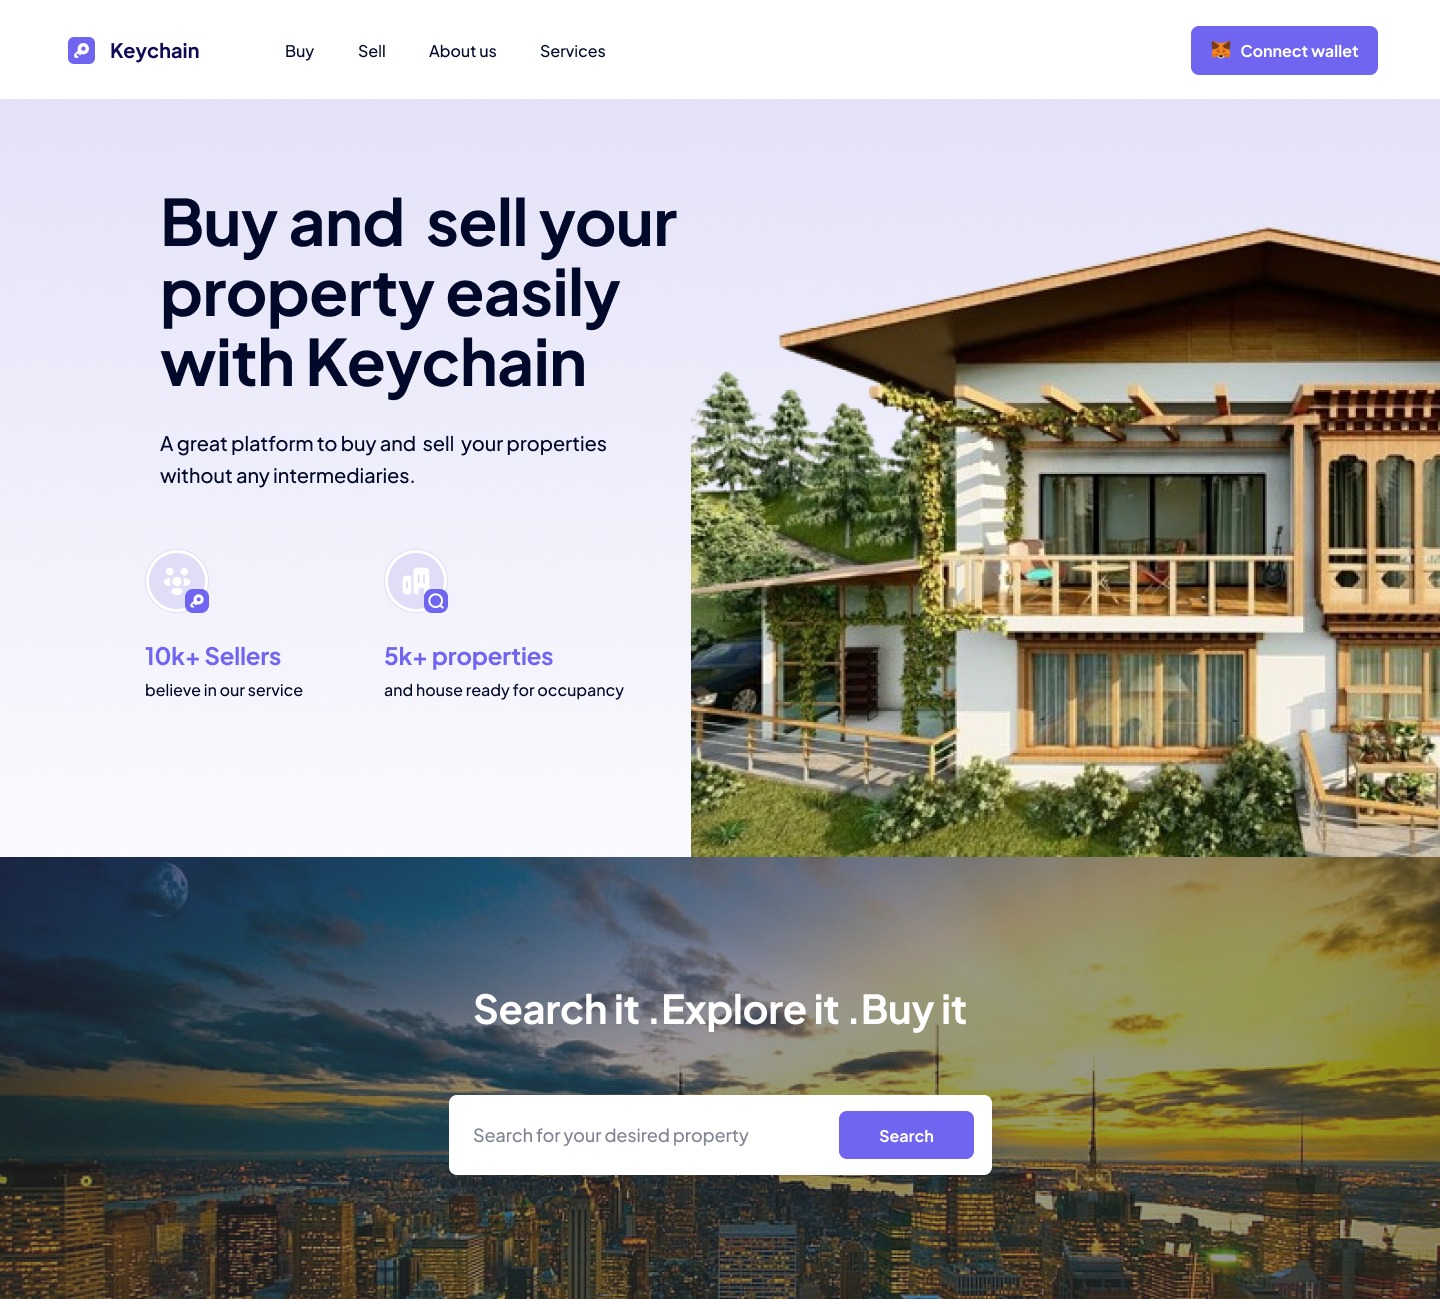 Keychain
Buy
Sell
About us
Services
Connect wallet
Buy and sell your
property easily
with Keychain
A great platform to buy and sell your properties
without any intermediaries.
10k+ Sellers
believe in our service
5k+ properties
and house ready for occupancy
Search it .Explore it .Buy it
Search for your desired property
Search